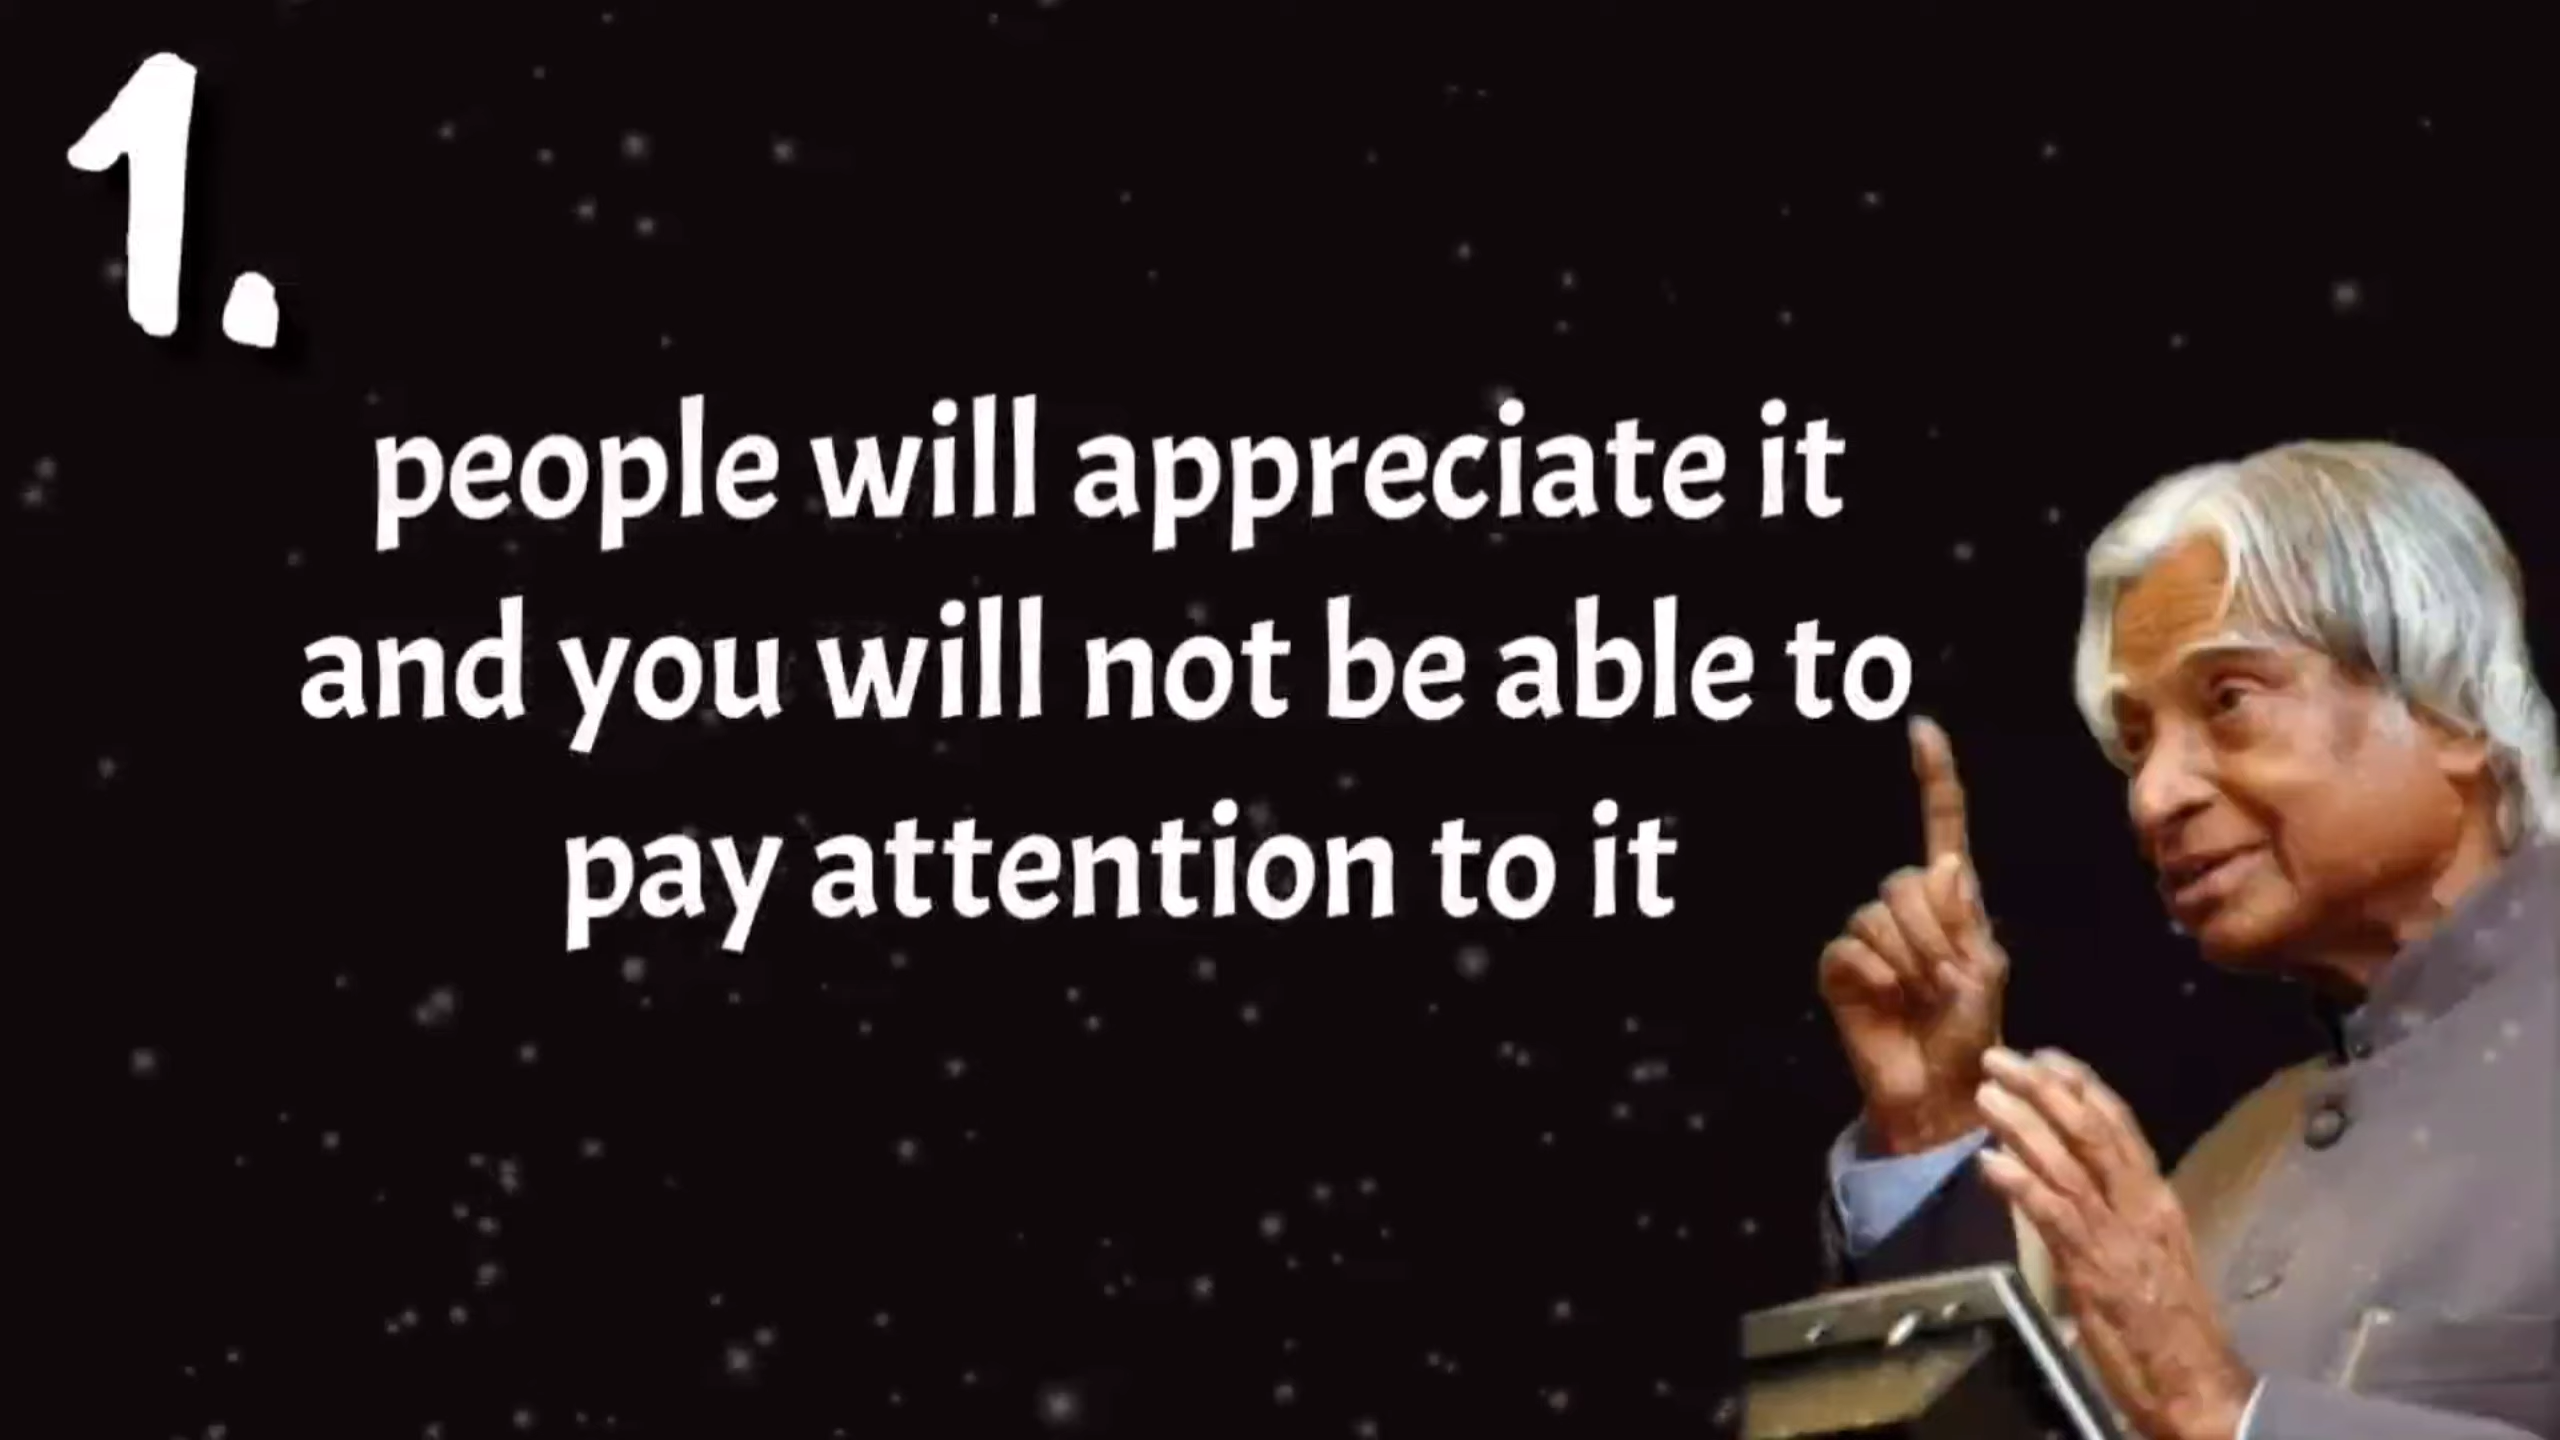 1.
people will appreciate it
and you will not be able to
pay attention to it